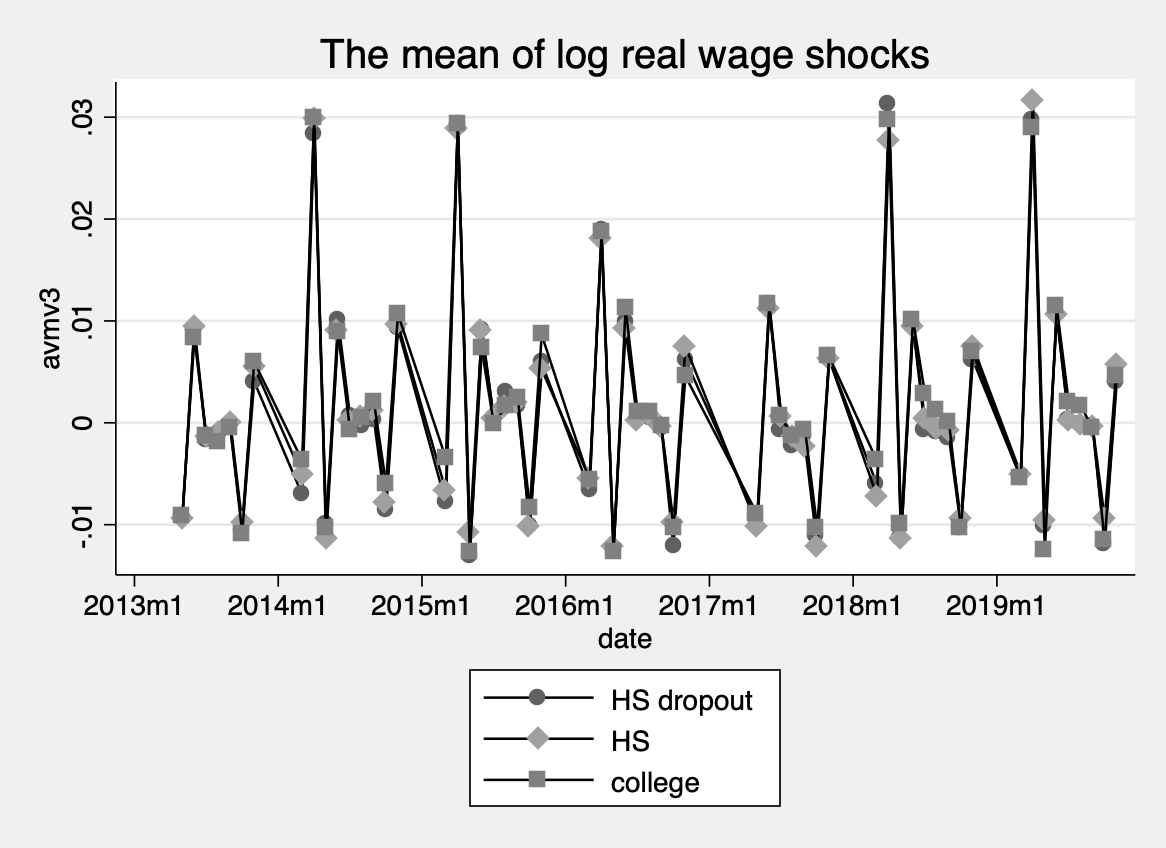 The mean of log real wage shocks
avmv3
.03
.02
.01
0
-.01
2013m1 2014m1 2015m1 2016m1 2017m1 2018m1 2019m1
date
HS dropout
HS
college